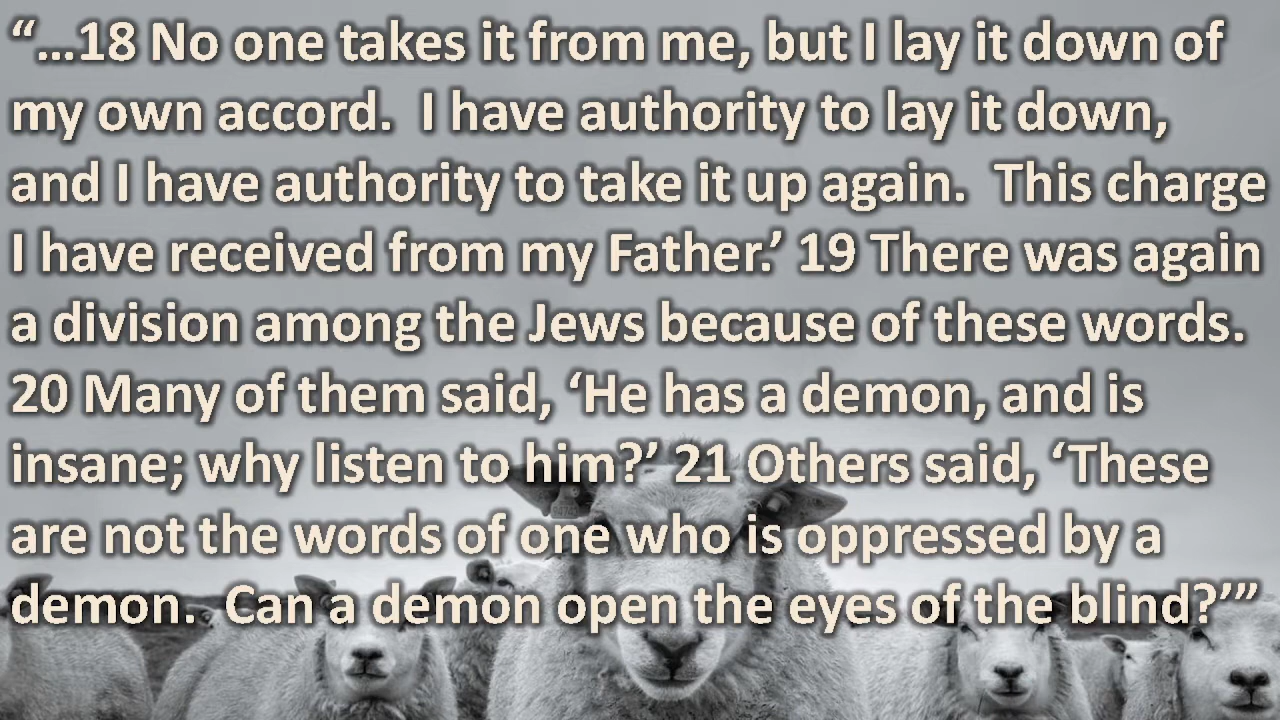 “…18 No one takes it from me, but I lay it down of
my own accord.  I have authority to lay it down,
and I have authority to take it up again.  This charge
I have received from my Father.’ 19 There was again
a division among the Jews because of these words.
20 Many of them said, ‘He has a demon, and is
insane; why listen to him?’ 21 Others said, ‘These
are not the words of one who is oppressed by a
demon.  Can a demon open the eyes of the blind?’”